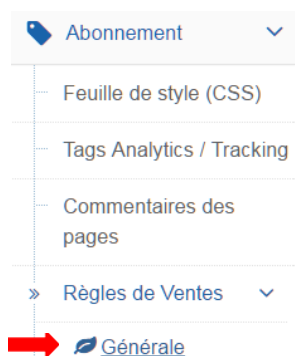 Abonnement
Feuille de style (CSS)
Tags Analytics / Tracking
Commentaires des
pages
Règles de Ventes
Générale